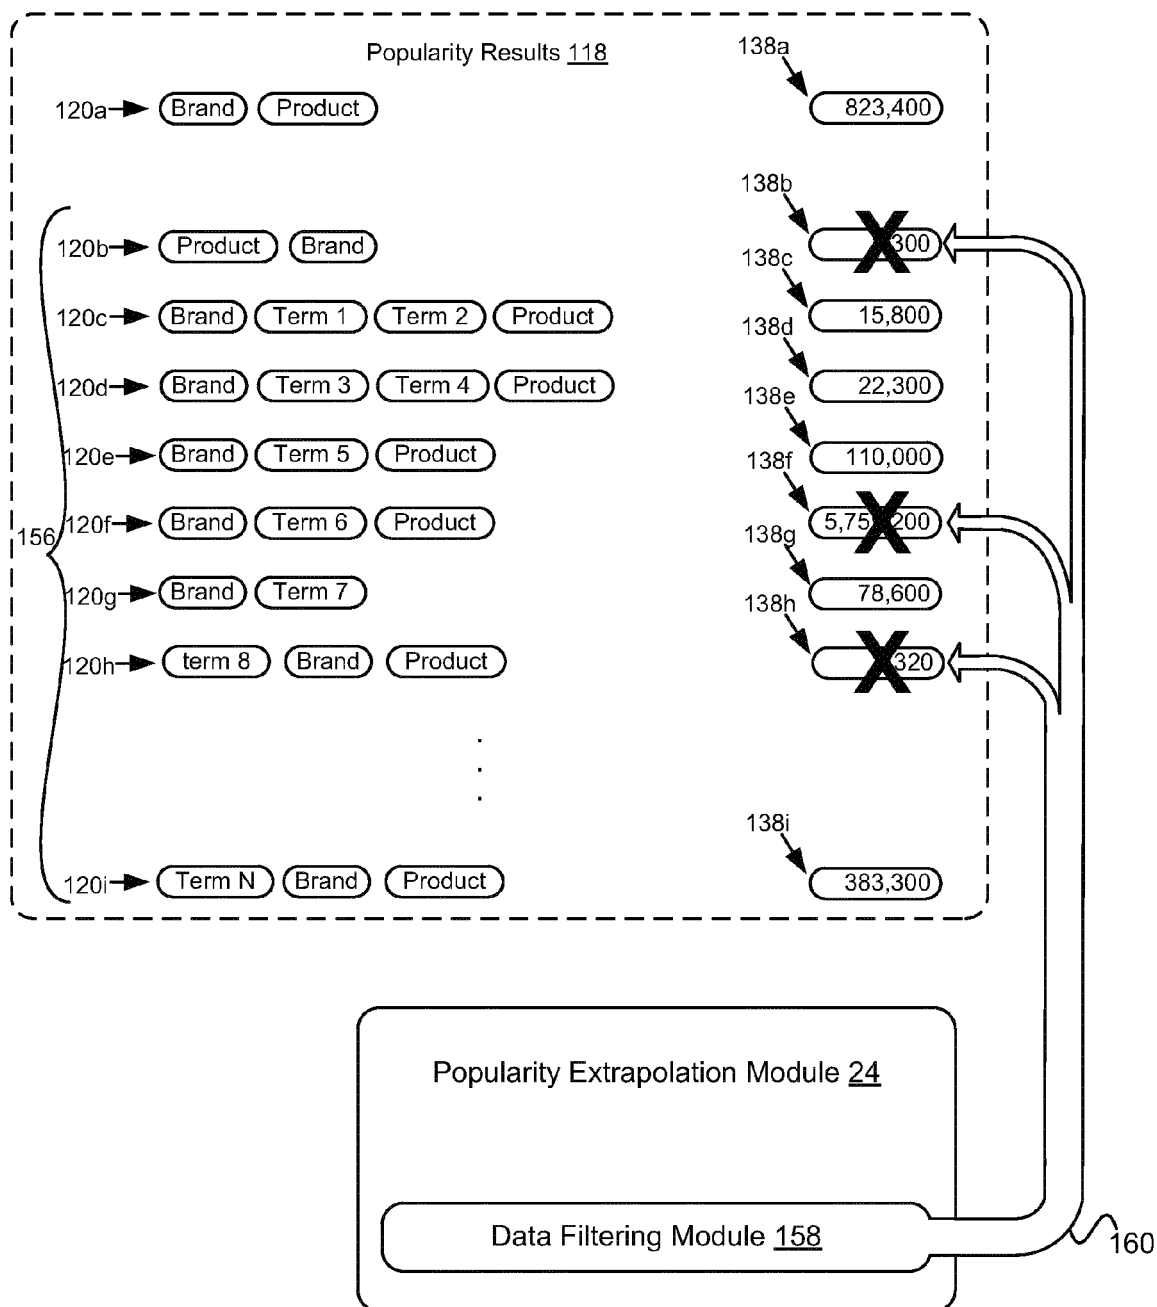 Popularity Results 118
138a
120a Brand Product 823,400
138b
120b Product Brand 300
138c
120c Brand Term 1 Term 2 Product 15,800
138d
120d Brand Term 3 Term 4 Product 22,300
138e
120e Brand Term 5 Product 110,000
138f
120f Brand Term 6 Product 5,75 200
156
138g
120g Brand Term 7 78,600
138h
120h term 8 Brand Product 320
.
.
.
138i
120i Term N Brand Product 383,300
Popularity Extrapolation Module 24
Data Filtering Module 158
160